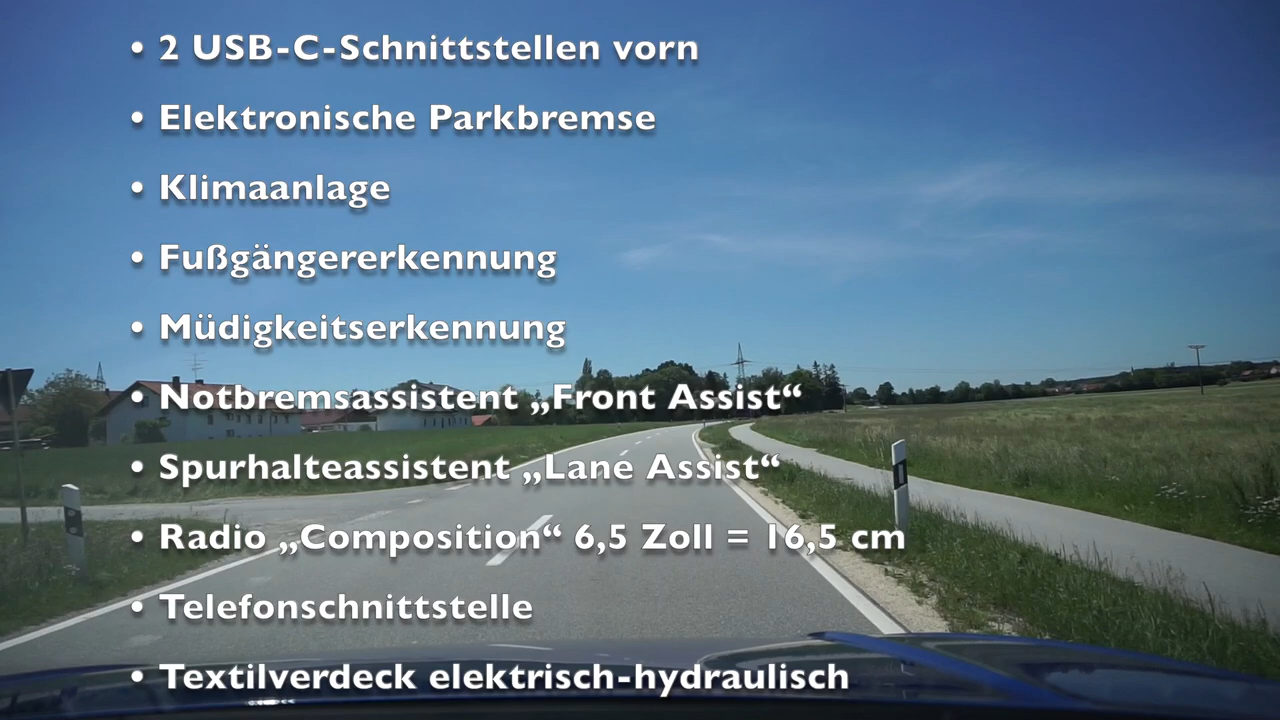 • 2 USB-C-Schnittstellen vorn
• Elektronische Parkbremse
• Klimaanlage
• Fußgängererkennung
• Müdigkeitserkennung
• Notbremsassistent „Front Assist“
• Spurhalteassistent „Lane Assist“
• Radio „Composition“ 6,5 Zoll = 16,5 cm
• Telefonschnittstelle
• Textilverdeck elektrisch-hydraulisch